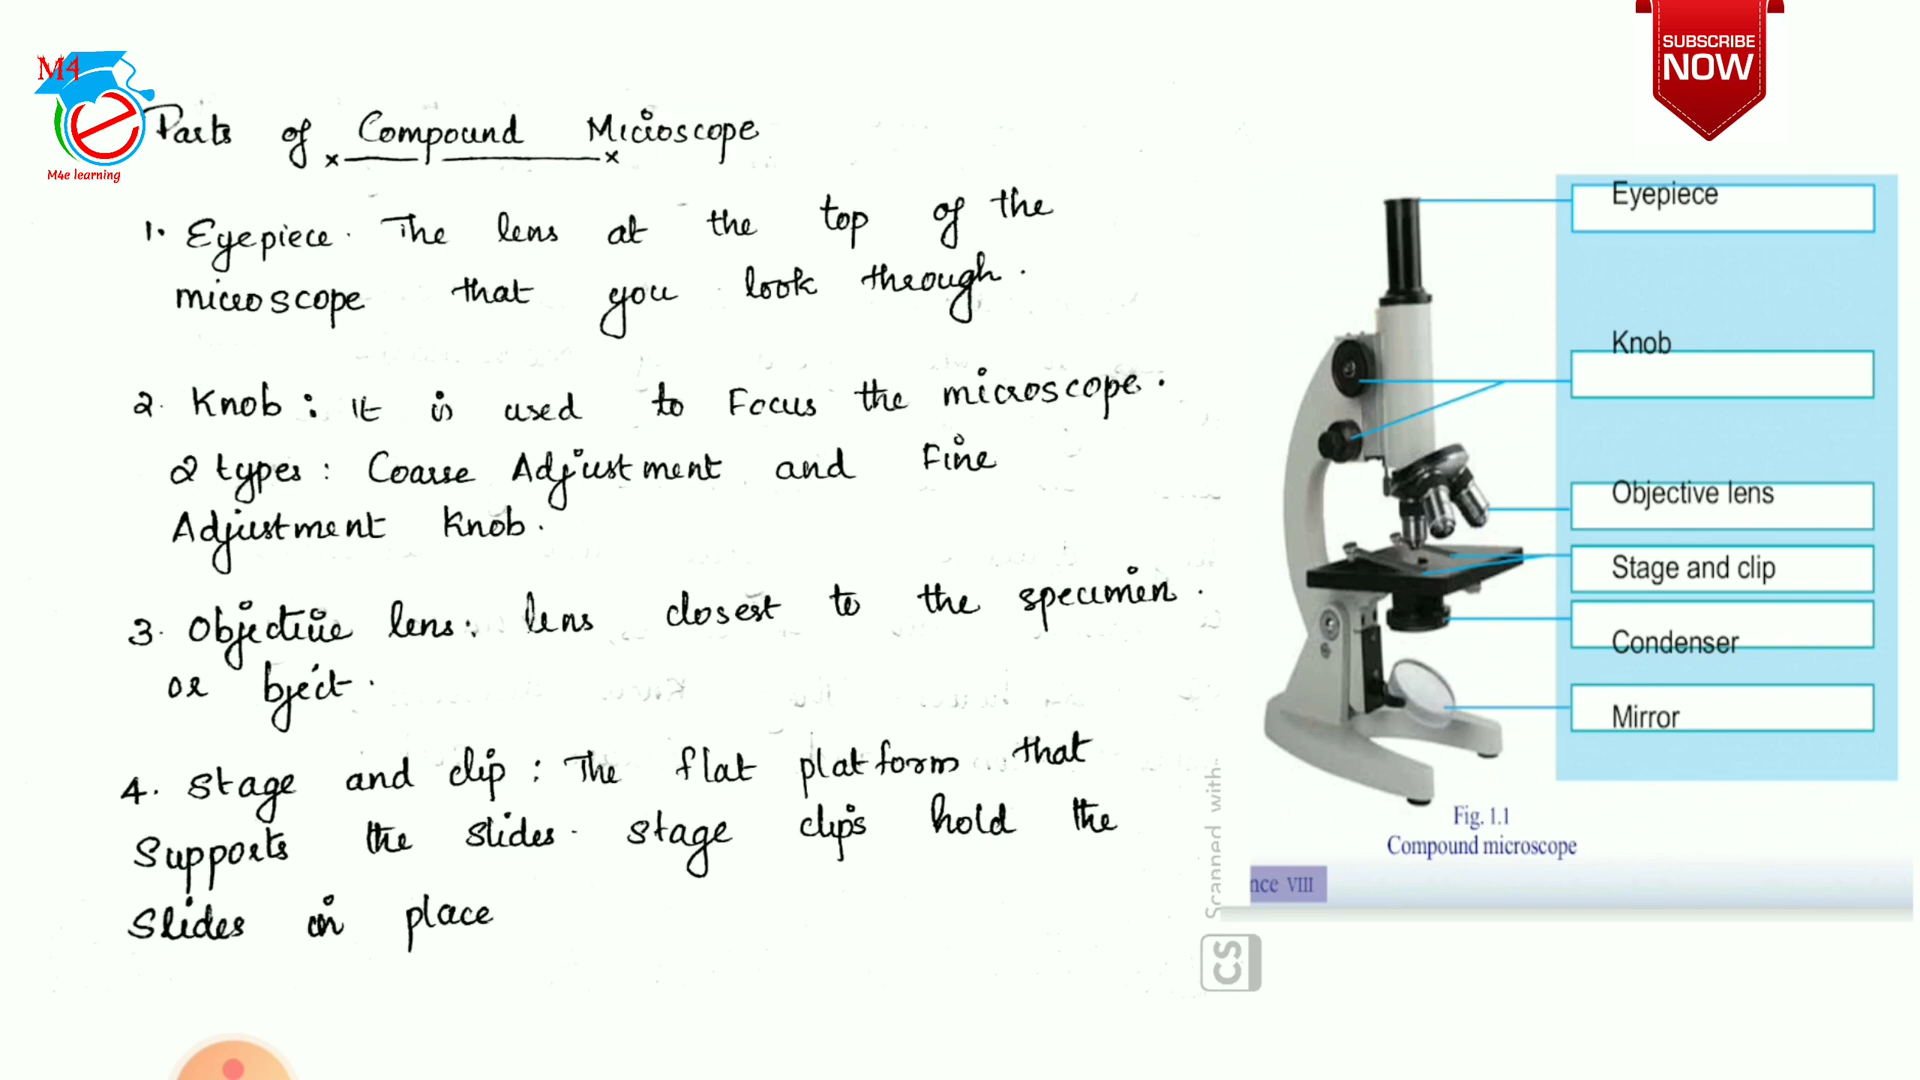 M4
M4e learning
SUBSCRIBE
NOW
Parts of Compound Microscope
1. Eyepiece. The lens at the top of the
microscope that you look through.
2. Knob : It is used to Focus the microscope.
2 types : Coarse Adjustment and Fine
Adjustment Knob.
3. Objective lens : lens closest to the specimen.
or bject.
4. Stage and clip : The flat platform that
Supports the slides. stage clips hold the
Slides in place
Eyepiece
Knob
Objective lens
Stage and clip
Condenser
Mirror
Fig. 1.1
Compound microscope
nce VIII
Scanned with
CS